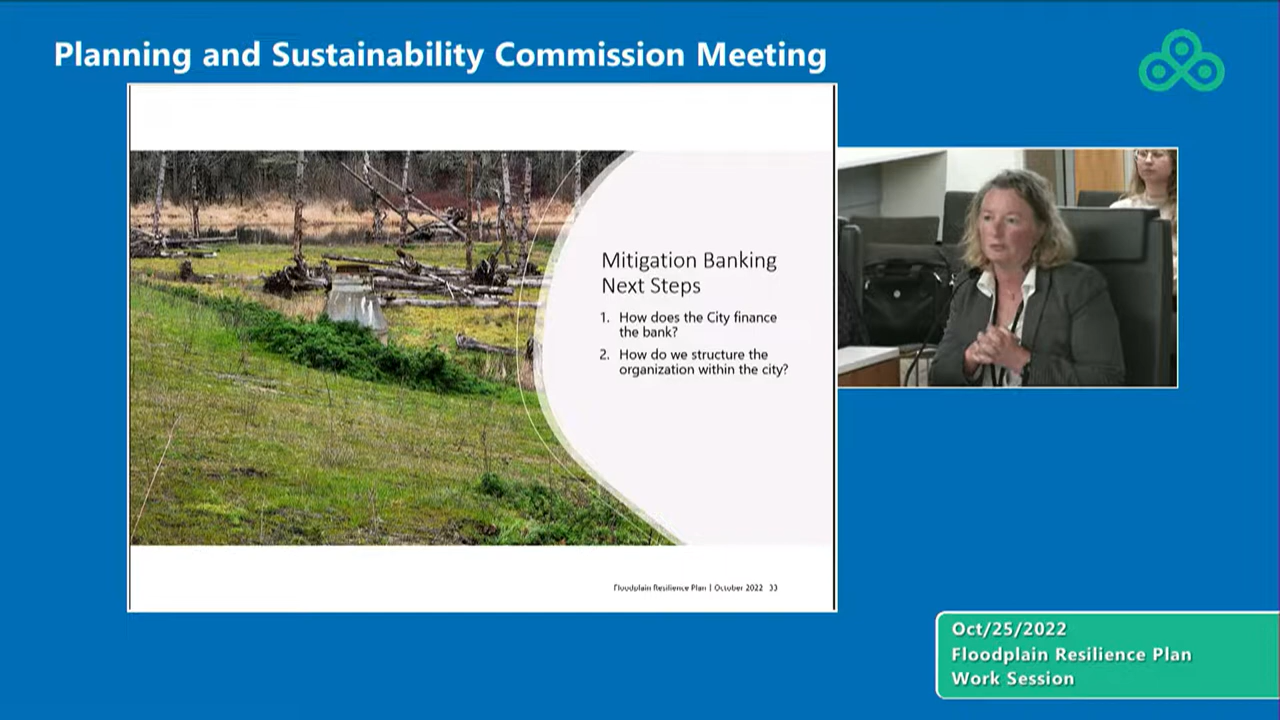 Planning and Sustainability Commission Meeting
Mitigation Banking
Next Steps
1. How does the City finance
the bank?
2. How do we structure the
organization within the city?
Floodplain Resilience Plan | October 2022 33
Oct/25/2022
Floodplain Resilience Plan
Work Session